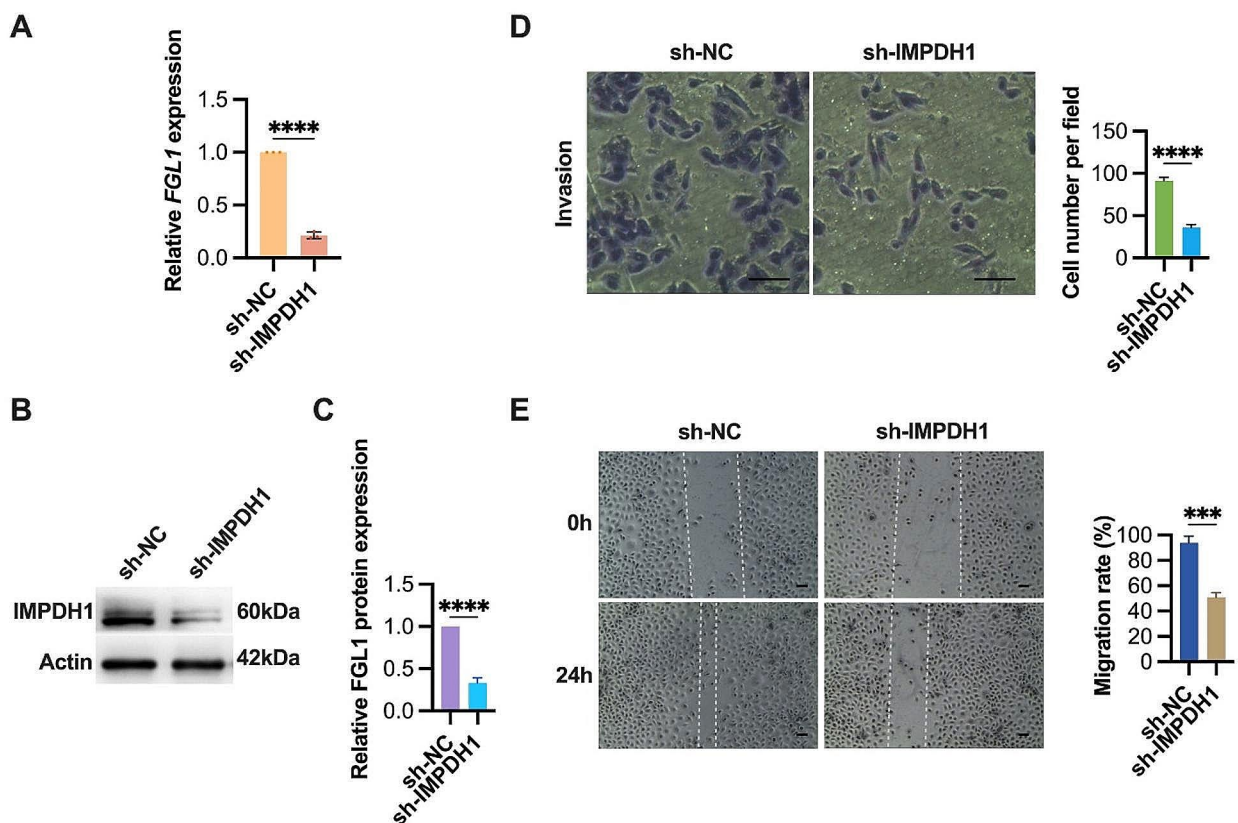 A
Relative FGL1 expression
1.5
1.0
0.5
0.0
****
sh-NC
sh-IMPDH1
B
sh-NC
sh-IMPDH1
IMPDH1
60kDa
Actin
42kDa
C
Relative FGL1 protein expression
1.5
1.0
0.5
0.0
****
sh-NC
sh-IMPDH1
D
sh-NC
sh-IMPDH1
Invasion
Cell number per field
150
100
50
0
****
sh-NC
sh-IMPDH1
E
sh-NC
sh-IMPDH1
0h
24h
Migration rate (%)
100
80
60
40
20
0
***
sh-NC
sh-IMPDH1